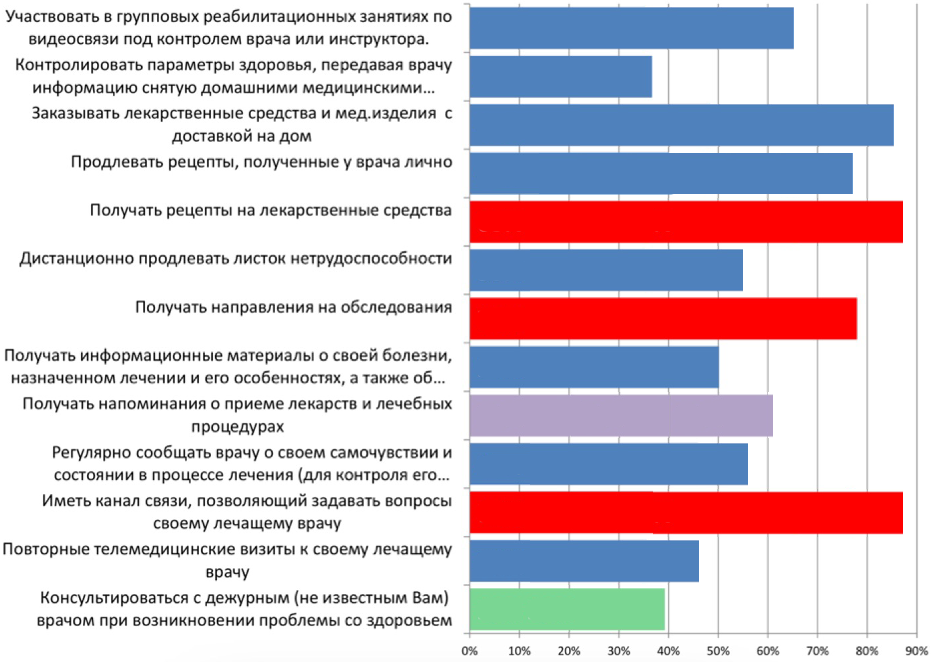 Участвовать в групповых реабилитационных занятиях по
видеосвязи под контролем врача или инструктора.
Контролировать параметры здоровья, передавая врачу
информацию снятую домашними медицинскими…
Заказывать лекарственные средства и мед.изделия с
доставкой на дом
Продлевать рецепты, полученные у врача лично
Получать рецепты на лекарственные средства
Дистанционно продлевать листок нетрудоспособности
Получать направления на обследования
Получать информационные материалы о своей болезни,
назначенном лечении и его особенностях, а также об…
Получать напоминания о приеме лекарств и лечебных
процедурах
Регулярно сообщать врачу о своем самочувствии и
состоянии в процессе лечения (для контроля его…
Иметь канал связи, позволяющий задавать вопросы
своему лечащему врачу
Повторные телемедицинские визиты к своему лечащему
врачу
Консультироваться с дежурным (не известным Вам)
врачом при возникновении проблемы со здоровьем
0% 10% 20% 30% 40% 50% 60% 70% 80% 90%